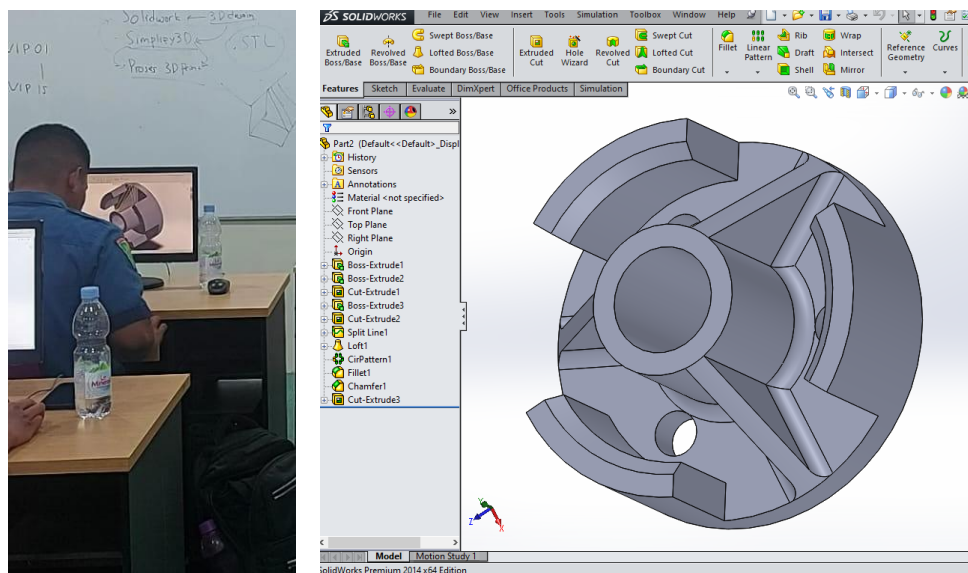 Solidwork ← 3D
Simplify3D
.STL
Proses 3D
VIP 01
VIP 15
SOLIDWORKS File Edit View Insert Tools Simulation Toolbox Window Help
Extruded Boss/Base
Revolved Boss/Base
Swept Boss/Base
Lofted Boss/Base
Boundary Boss/Base
Extruded Cut
Hole Wizard
Revolved Cut
Swept Cut
Lofted Cut
Boundary Cut
Fillet
Linear Pattern
Rib
Draft
Shell
Wrap
Intersect
Mirror
Reference Geometry
Curves
Features Sketch Evaluate DimXpert Office Products Simulation
Part2 (Default<<Default>_Displ
History
Sensors
Annotations
Material <not specified>
Front Plane
Top Plane
Right Plane
Origin
Boss-Extrude1
Boss-Extrude2
Cut-Extrude1
Boss-Extrude3
Cut-Extrude2
Split Line1
Loft1
CirPattern1
Fillet1
Chamfer1
Cut-Extrude3
Y
Z
X
Model Motion Study 1
SolidWorks Premium 2014 x64 Edition